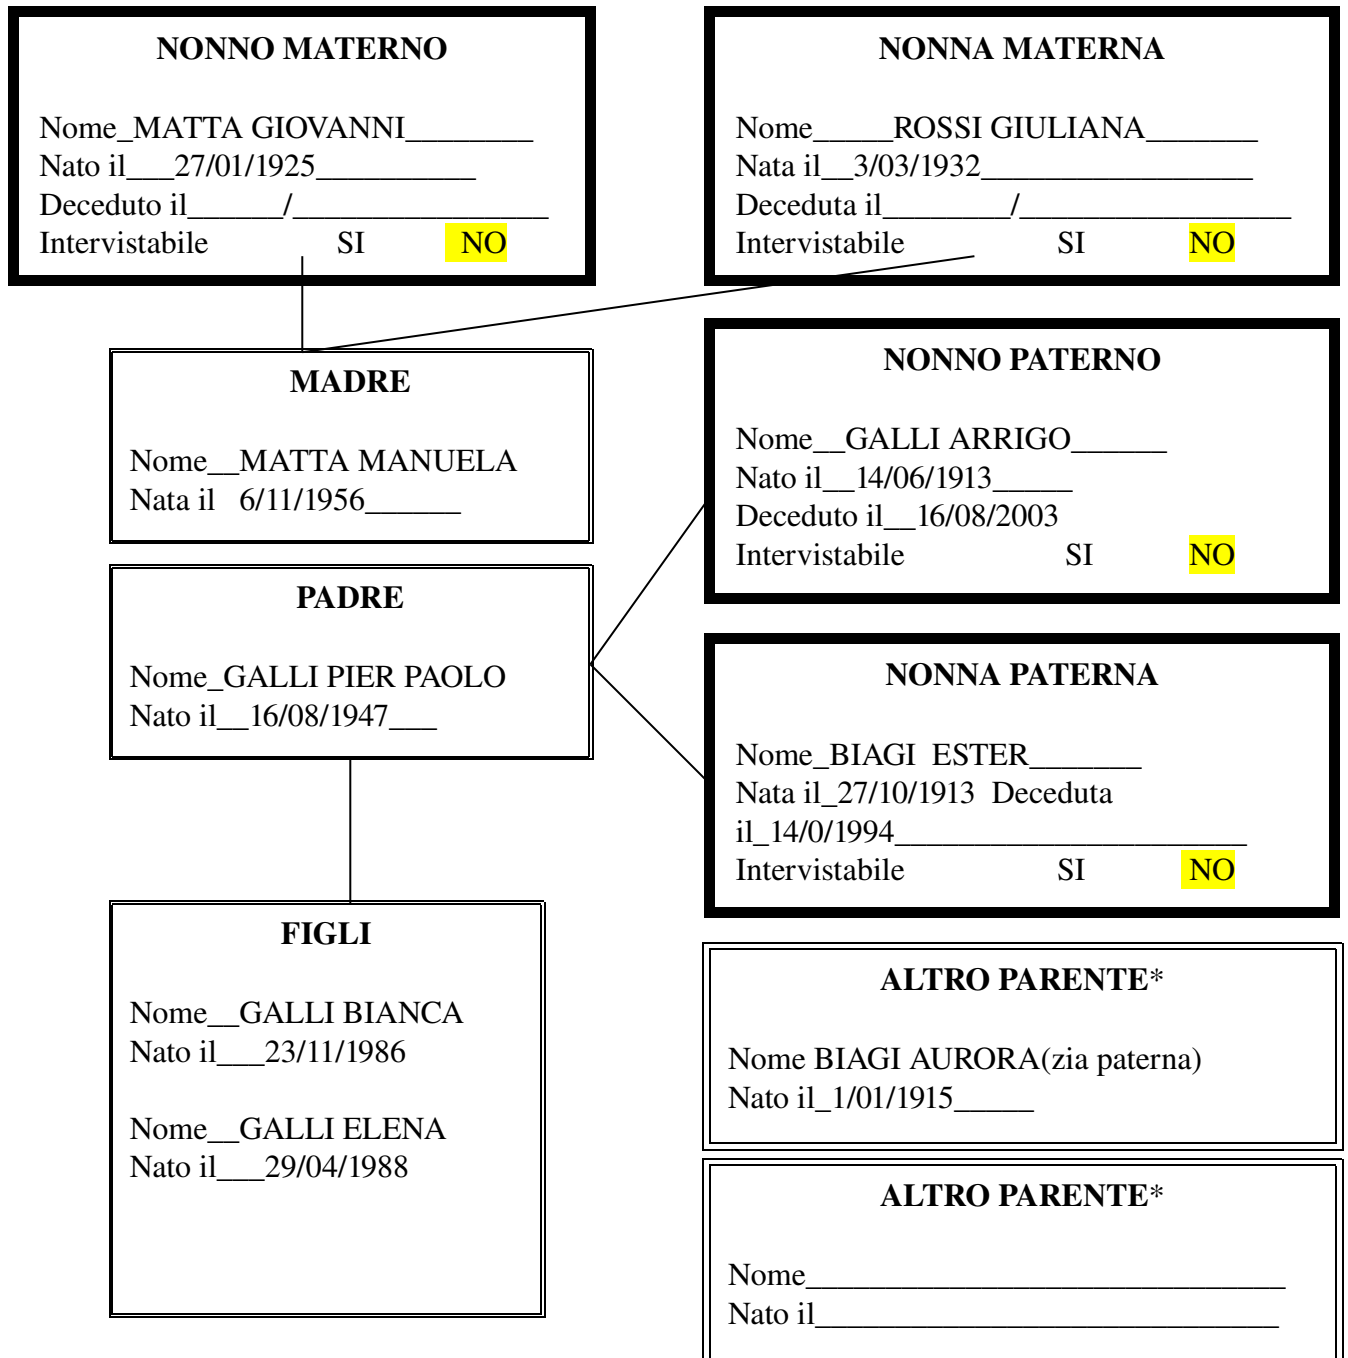 NONNO MATERNO
Nome_MATTA GIOVANNI________
Nato il___27/01/1925__________
Deceduto il______/________________
Intervistabile SI NO
NONNA MATERNA
Nome_____ROSSI GIULIANA_______
Nata il__3/03/1932_________________
Deceduta il________/_________________
Intervistabile SI NO
MADRE
Nome__MATTA MANUELA
Nata il 6/11/1956______
NONNO PATERNO
Nome__GALLI ARRIGO______
Nato il__14/06/1913_____
Deceduto il__16/08/2003
Intervistabile SI NO
PADRE
Nome_GALLI PIER PAOLO
Nato il__16/08/1947___
NONNA PATERNA
Nome_BIAGI ESTER_______
Nata il_27/10/1913 Deceduta
il_14/0/1994______________________
Intervistabile SI NO
FIGLI
Nome__GALLI BIANCA
Nato il___23/11/1986
Nome__GALLI ELENA
Nato il___29/04/1988
ALTRO PARENTE*
Nome BIAGI AURORA(zia paterna)
Nato il_1/01/1915_____
ALTRO PARENTE*
Nome______________________________
Nato il_____________________________